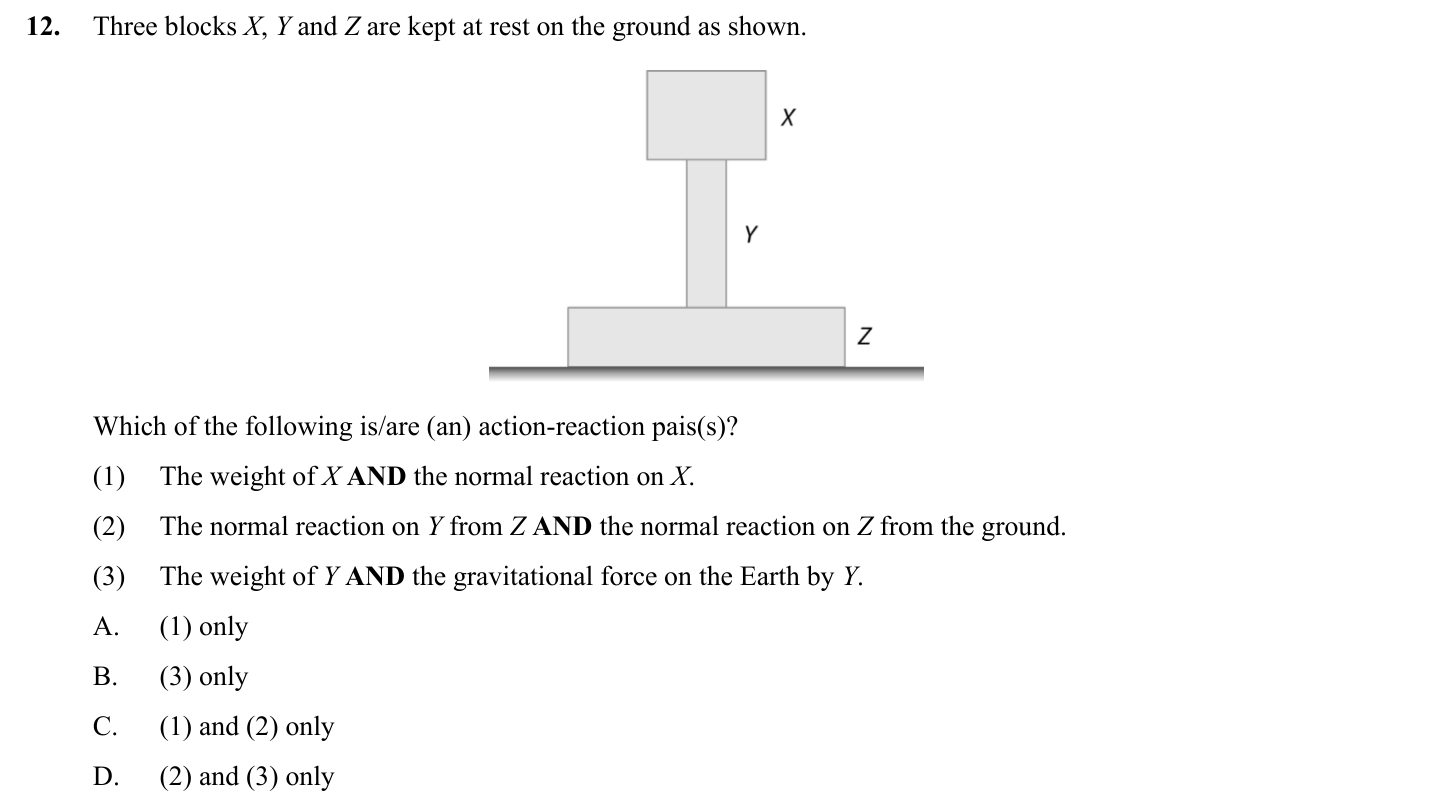 12. Three blocks X, Y and Z are kept at rest on the ground as shown.
X
Y
Z
Which of the following is/are (an) action-reaction pais(s)?
(1) The weight of X AND the normal reaction on X.
(2) The normal reaction on Y from Z AND the normal reaction on Z from the ground.
(3) The weight of Y AND the gravitational force on the Earth by Y.
A. (1) only
B. (3) only
C. (1) and (2) only
D. (2) and (3) only